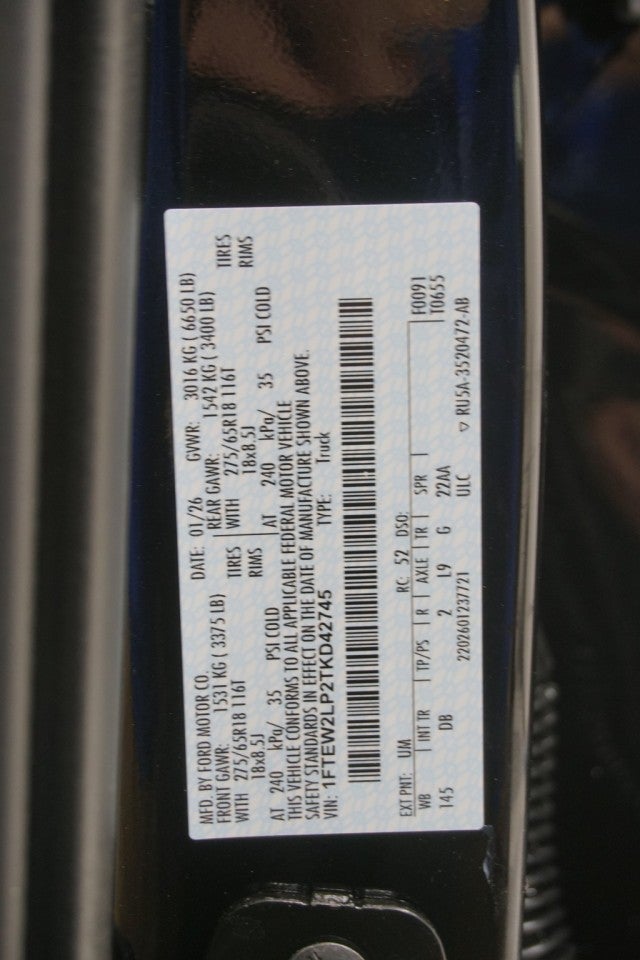 MFD. BY FORD MOTOR CO.
DATE: 01/26 GVWR: 3016 KG ( 6650 LB)
FRONT GAWR: 1531 KG ( 3375 LB) REAR GAWR: 1542 KG ( 3400 LB)
WITH 275/65R18 116T TIRES WITH 275/65R18 116T TIRES
18x8.5J RIMS 18x8.5J RIMS
AT 240 kPa/ 35 PSI COLD AT 240 kPa/ 35 PSI COLD
THIS VEHICLE CONFORMS TO ALL APPLICABLE FEDERAL MOTOR VEHICLE
SAFETY STANDARDS IN EFFECT ON THE DATE OF MANUFACTURE SHOWN ABOVE.
VIN: 1FTEW2LP2TKD42745 TYPE: Truck
EXT PNT: UM RC: 52 DSO: F0091
WB INT TR TP/PS R AXLE TR SPR T0655
145 DB 2 L9 G 22AA
2202601237721 ULC ▽ RU5A-3520472-AB